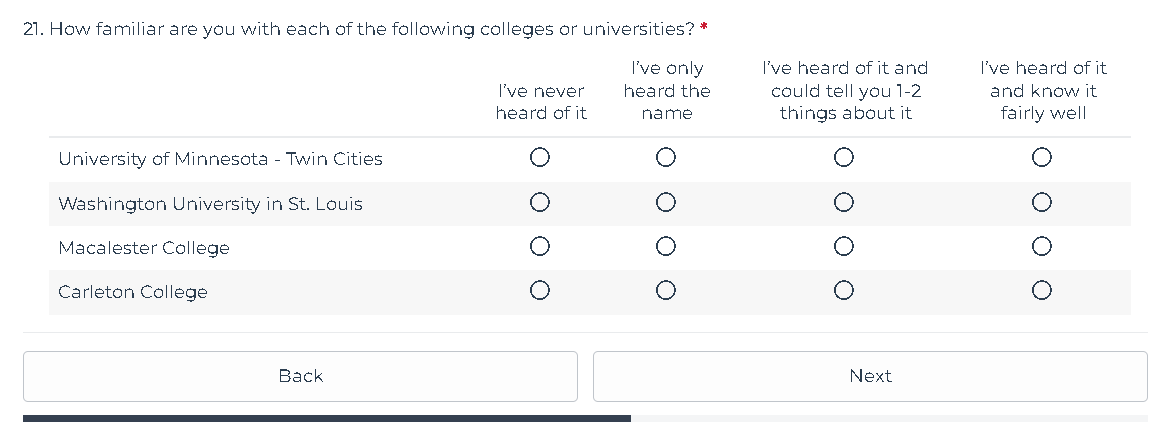 21. How familiar are you with each of the following colleges or universities? *
I've never heard of it
I've only heard the name
I've heard of it and could tell you 1-2 things about it
I've heard of it and know it fairly well
University of Minnesota - Twin Cities
Washington University in St. Louis
Macalester College
Carleton College
Back
Next